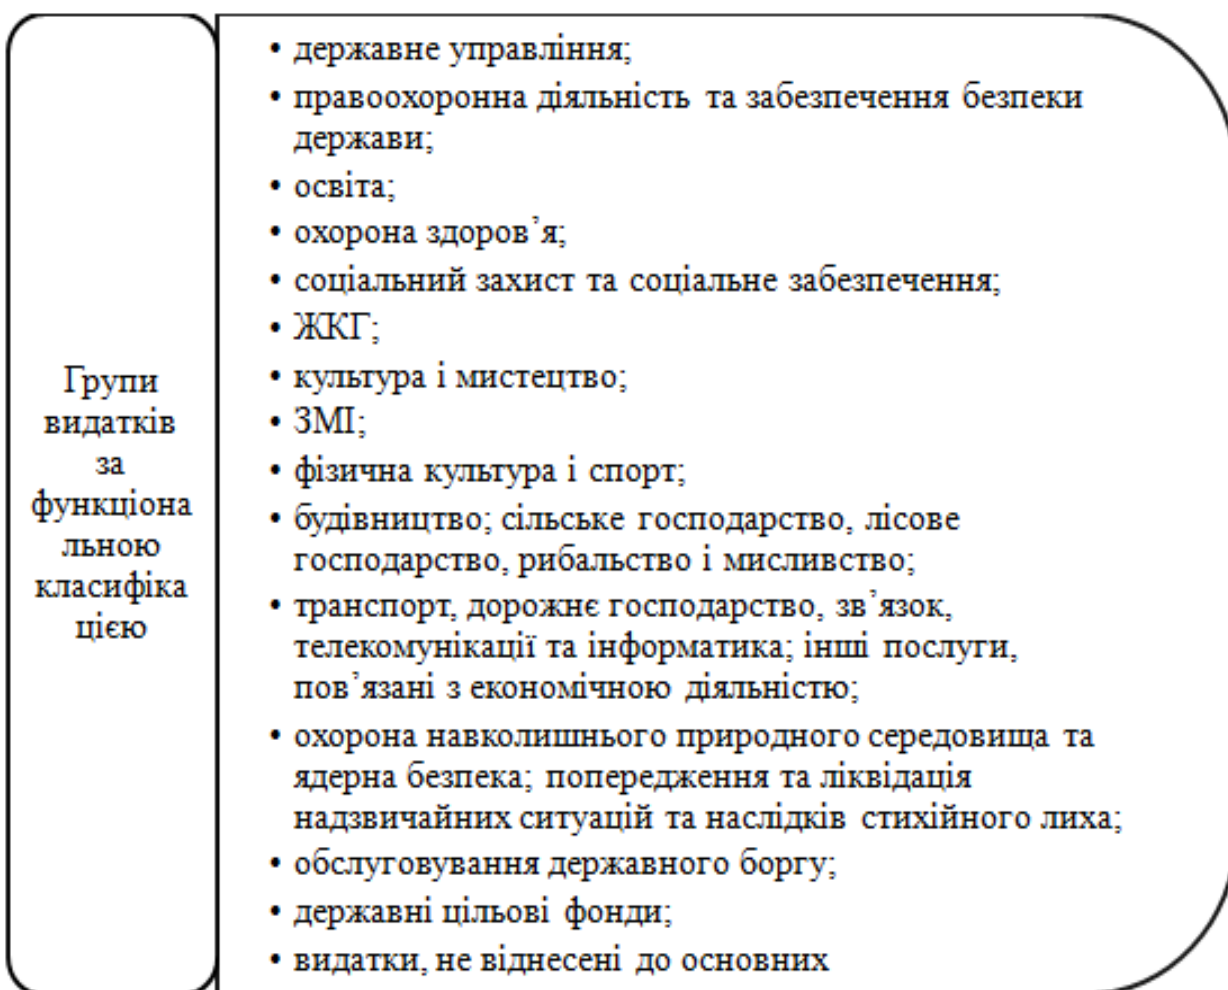 Групи
видатків
за
функціона
льною
класифіка
цією
• державне управління;
• правоохоронна діяльність та забезпечення безпеки
держави;
• освіта;
• охорона здоров’я;
• соціальний захист та соціальне забезпечення;
• ЖКГ;
• культура і мистецтво;
• ЗМІ;
• фізична культура і спорт;
• будівництво; сільське господарство, лісове
господарство, рибальство і мисливство;
• транспорт, дорожнє господарство, зв’язок,
телекомунікації та інформатика; інші послуги,
пов’язані з економічною діяльністю;
• охорона навколишнього природного середовища та
ядерна безпека; попередження та ліквідація
надзвичайних ситуацій та наслідків стихійного лиха;
• обслуговування державного боргу;
• державні цільові фонди;
• видатки, не віднесені до основних